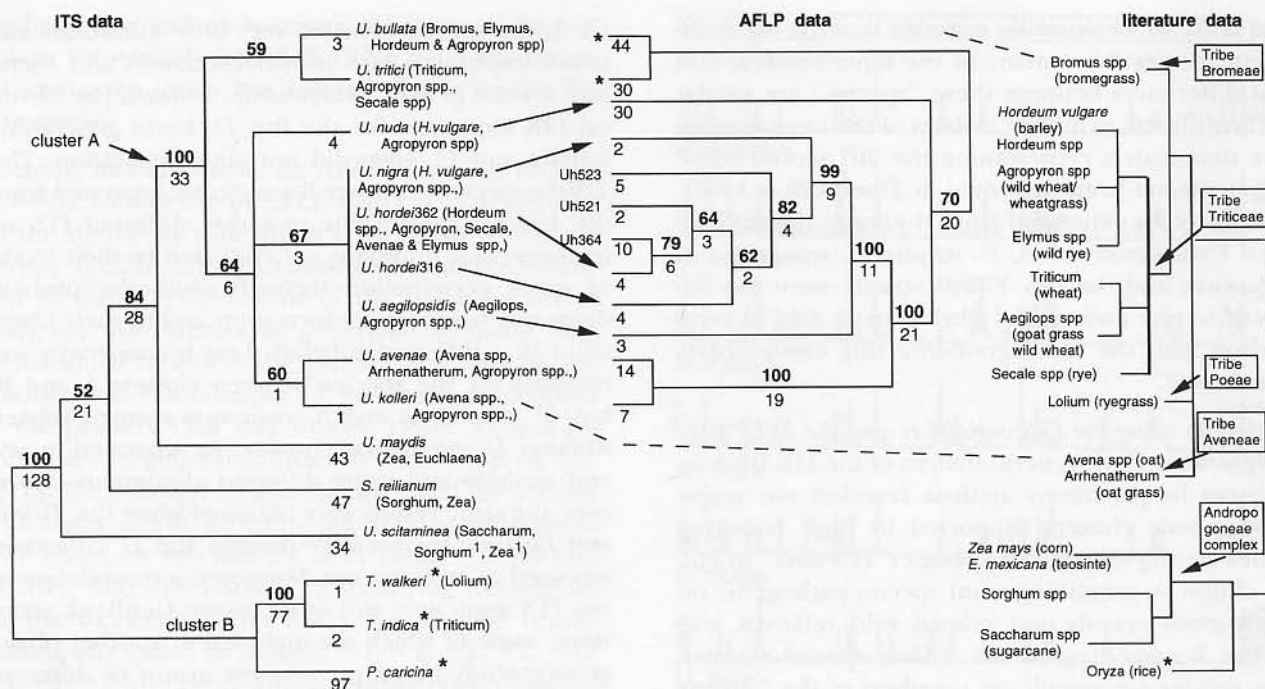 ITS data
AFLP data
literature data
59
3
U. bullata (Bromus, Elymus,
Hordeum & Agropyron spp)
5
U. tritici (Triticum,
Agropyron spp.,
Secale spp)
cluster A
100
33
4
U. nuda (H.vulgare,
Agropyron spp)
U. nigra (H. vulgare,
Agropyron spp.,)
64
6
67
3
U. hordei362 (Hordeum
spp., Agropyron, Secale,
Avenae & Elymus spp,)
U. hordei316
U. aegilopsidis (Aegilops,
Agropyron spp.,)
84
28
60
1
U. avenae (Avena spp,
Arrhenatherum, Agropyron spp.,)
1
U. kolleri (Avena spp.,
Agropyron spp.,)
52
21
43
U. maydis
(Zea, Euchlaena)
100
128
47
S. reilianum
(Sorghum, Zea)
34
U. scitaminea (Saccharum,
Sorghum1, Zea1)
cluster B
100
77
1
T. walkeri * (Lolium)
2
T. indica* (Triticum)
97
P. caricina*
* 44
* 30
30
2
Uh523
5
Uh521
2
Uh364
10
4
4
3
14
7
79
6
64
3
62
2
82
4
99
9
100
11
100
19
100
21
70
20
Bromus spp
(bromegrass)
Tribe
Bromeae
Hordeum vulgare
(barley)
Hordeum spp
Agropyron spp
(wild wheat/
wheatgrass)
Elymus spp
(wild rye)
Triticum
(wheat)
Aegilops spp
(goat grass
wild wheat)
Secale spp (rye)
Tribe
Triticeae
Lolium (ryegrass)
Tribe
Poeae
Avena spp (oat)
Arrhenatherum
(oat grass)
Tribe
Aveneae
Zea mays (corn)
E. mexicana (teosinte)
Sorghum spp
Saccharum spp
(sugarcane)
Andropo
goneae
complex
Oryza (rice)*